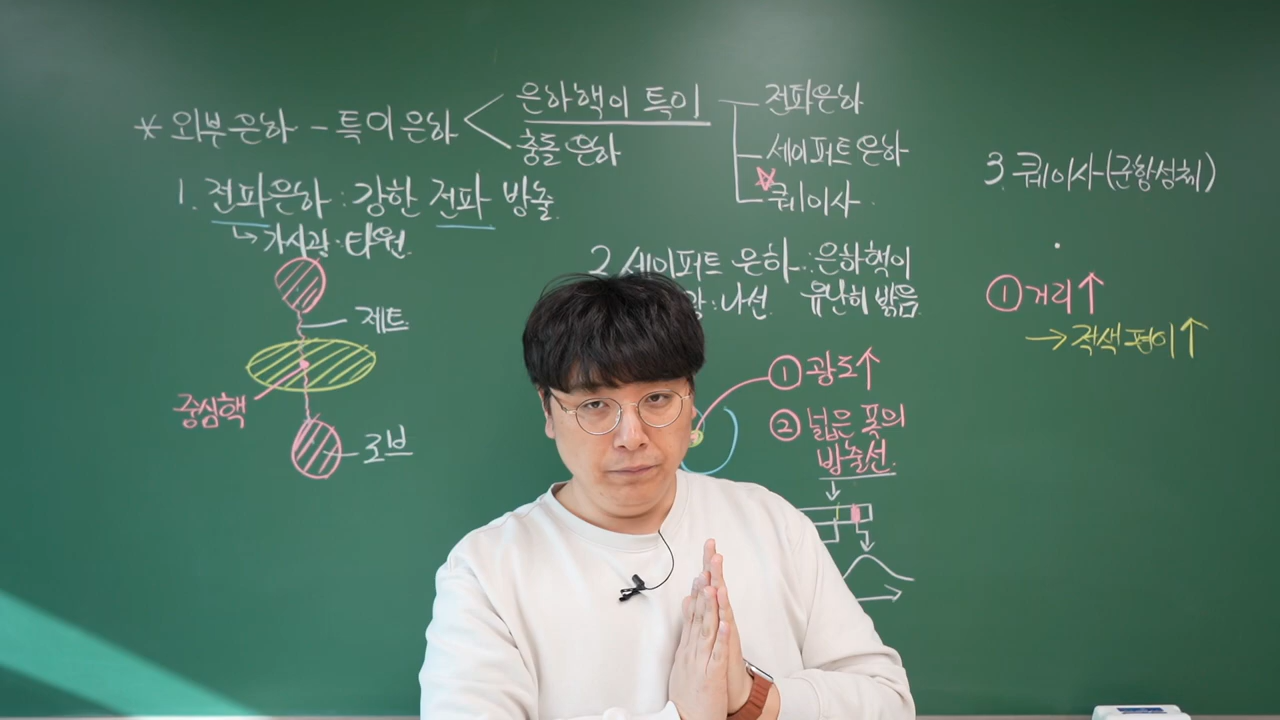 * 외부은하 - 특이은하 < 은하핵이 특이
충돌은하
전파은하
세이퍼트은하
퀘이사
1. 전파은하 : 강한 전파 방출
↳ 가시광 : 타원
제트
중심핵
로브
2. 세이퍼트 은하 : 은하핵이
유난히 밝음
광 : 나선
① 광도↑
② 넓은 폭의
방출선
3. 퀘이사 (준항성체)
① 거리↑
→ 적색편이↑